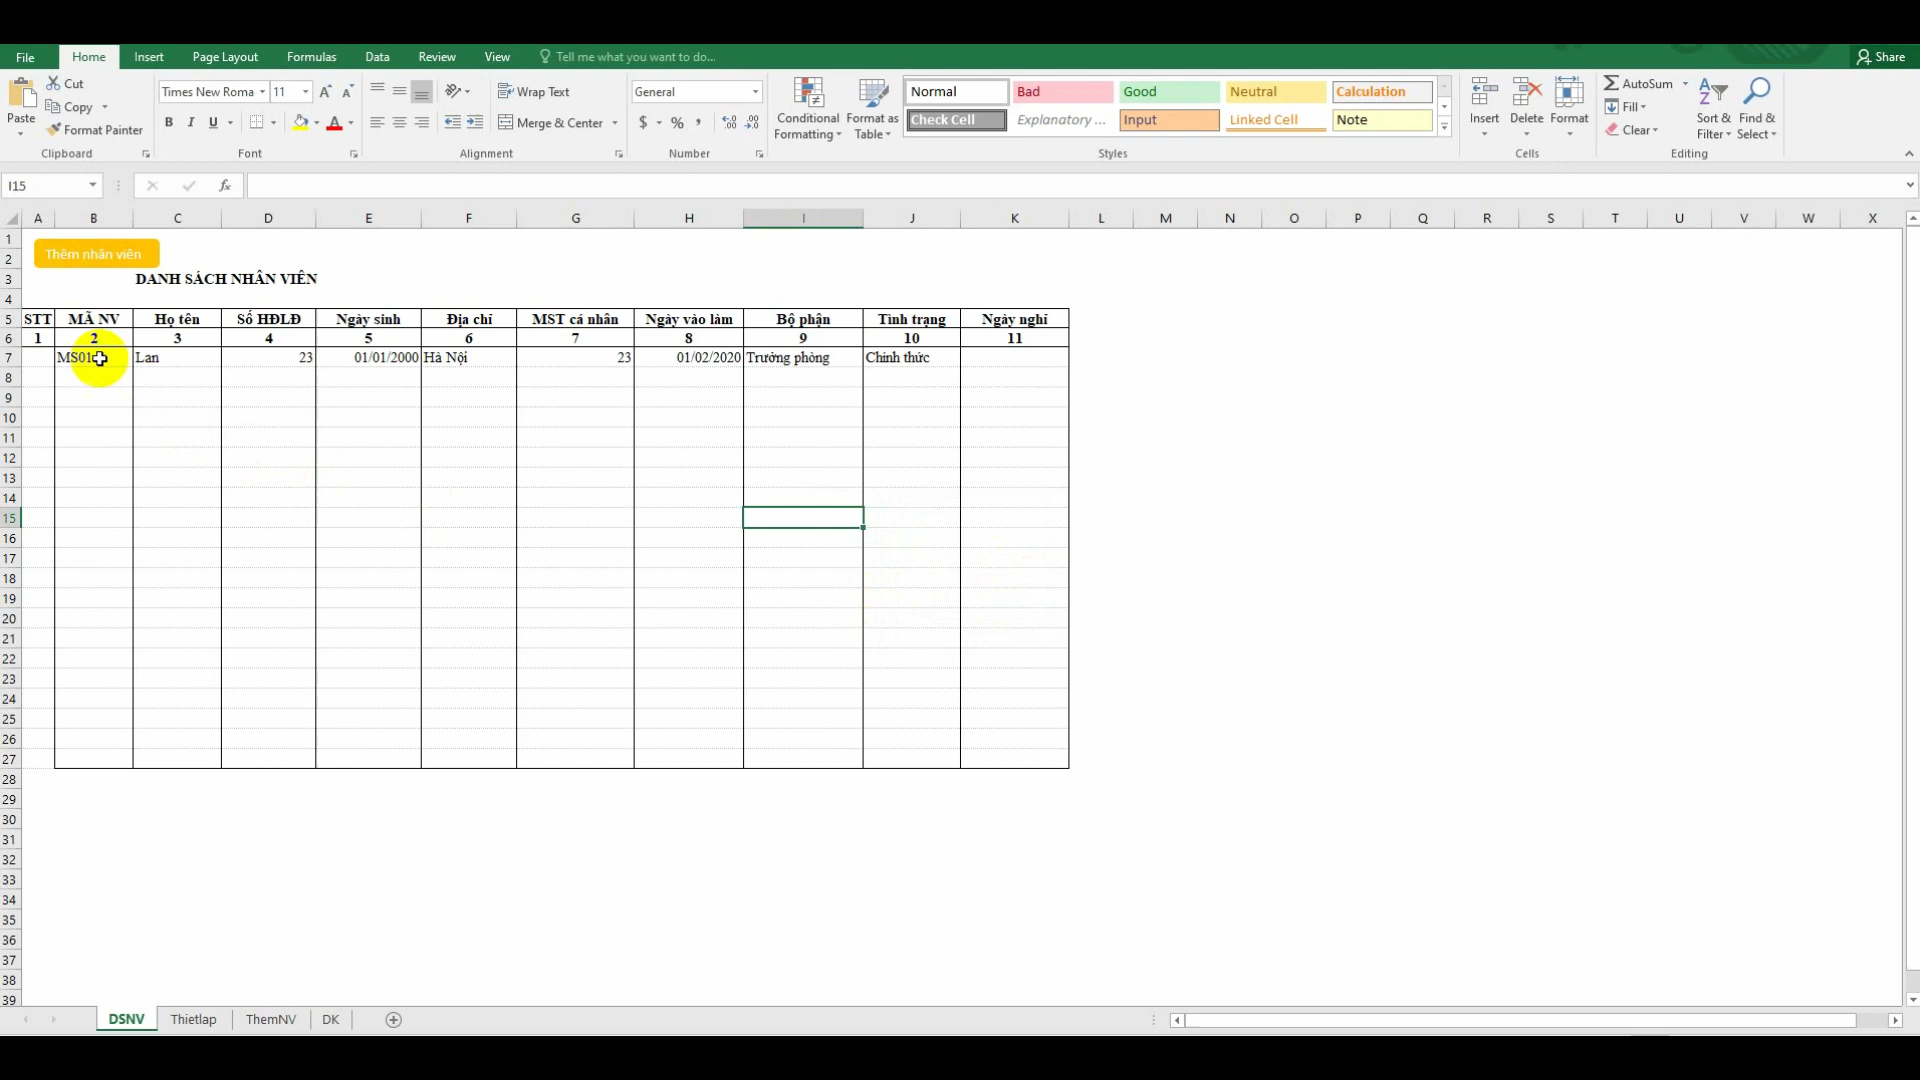 File Home Insert Page Layout Formulas Data Review View Tell me what you want to do... Share
Paste Cut Copy Format Painter
Times New Roma 11
B I U
Wrap Text
Merge & Center
General
$ % ,
Conditional Formatting
Format as Table
Normal Bad Good Neutral Calculation
Check Cell Explanatory ... Input Linked Cell Note
Insert Delete Format
AutoSum Fill Clear
Sort & Filter
Find & Select
Clipboard Font Alignment Number Styles Cells Editing
I15 fx
A B C D E F G H I J K L M N O P Q R S T U V W X
1
2 Thêm nhân viên
3 DANH SÁCH NHÂN VIÊN
4
5 STT MÃ NV Họ tên Số HĐLĐ Ngày sinh Địa chỉ MST cá nhân Ngày vào làm Bộ phận Tình trạng Ngày nghỉ
6 1 2 3 4 5 6 7 8 9 10 11
7 MS01 Lan 23 01/01/2000 Hà Nội 23 01/02/2020 Trưởng phòng Chính thức
8
9
10
11
12
13
14
15
16
17
18
19
20
21
22
23
24
25
26
27
28
29
30
31
32
33
34
35
36
37
38
39
DSNV Thietlap ThemNV DK